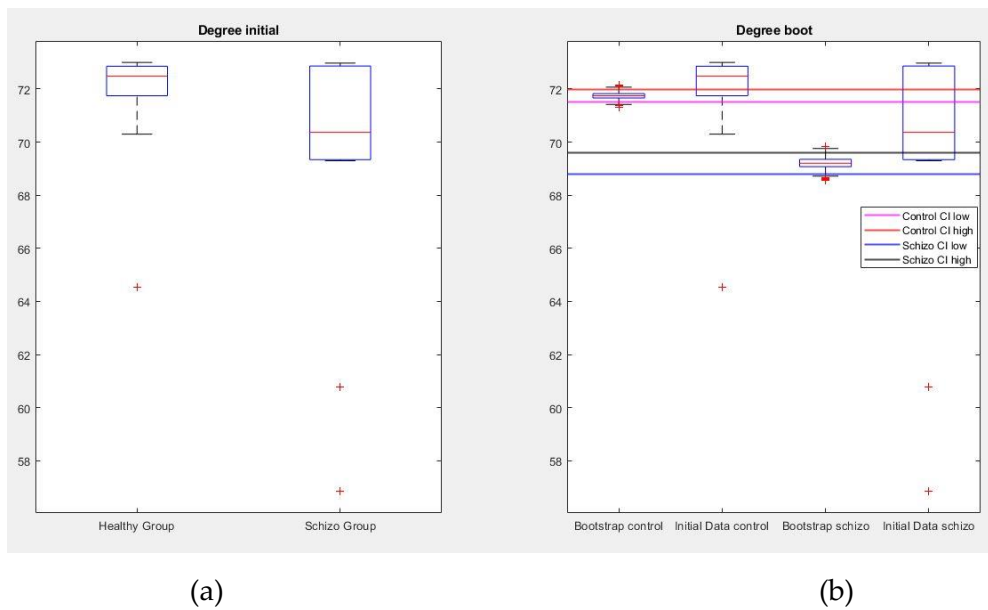 Degree initial
72
70
68
66
64
62
60
58
Healthy Group
Schizo Group
Degree boot
72
70
68
66
64
62
60
58
Control CI low
Control CI high
Schizo CI low
Schizo CI high
Bootstrap control
Initial Data control
Bootstrap schizo
Initial Data schizo
(a)
(b)